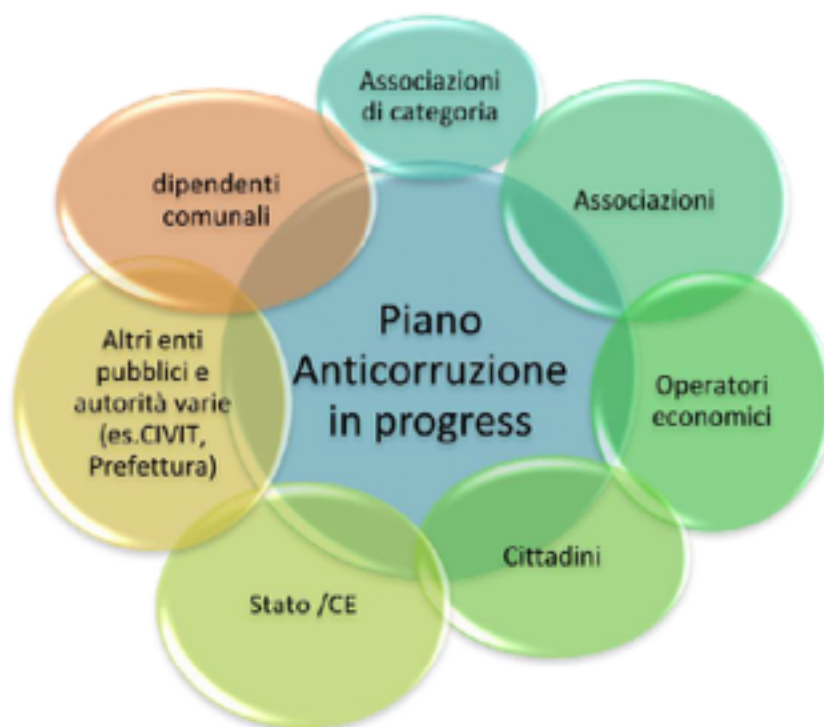 Associazioni
di categoria
Associazioni
Operatori
economici
Cittadini
Stato /CE
Altri enti
pubblici e
autorità varie
(es.CIVIT,
Prefettura)
dipendenti
comunali
Piano
Anticorruzione
in progress